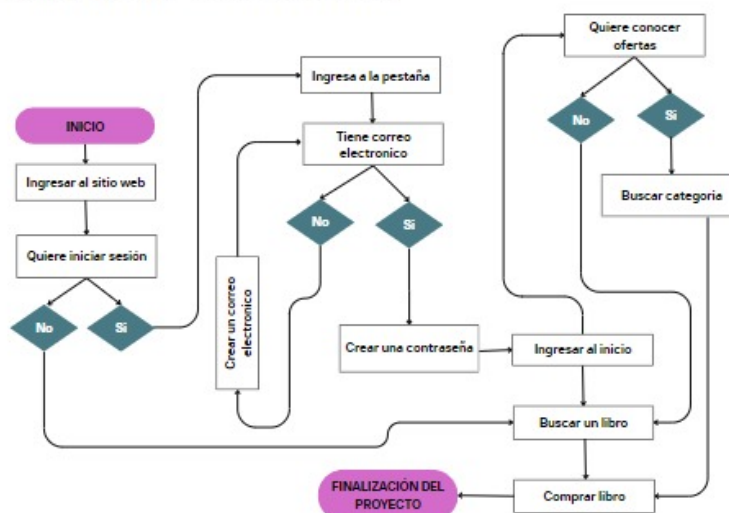 INICIO
Ingresar al sitio web
Quiere iniciar sesión
No
Si
Ingresa a la pestaña
Tiene correo
electronico
No
Si
Crear un correo
electronico
Crear una contraseña
Ingresar al inicio
Quiere conocer
ofertas
No
Si
Buscar categoria
Buscar un libro
Comprar libro
FINALIZACIÓN DEL
PROYECTO